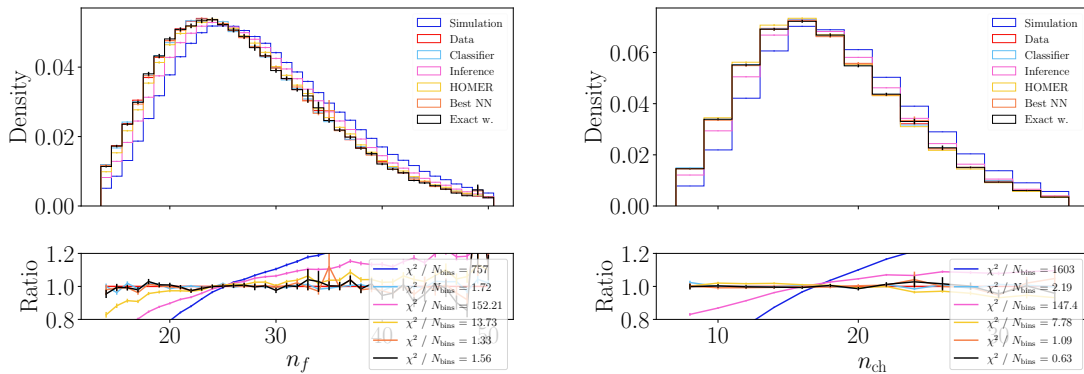 Density
0.04
0.02
0.00
Simulation
Data
Classifier
Inference
HOMER
Best NN
Exact w.
Ratio
1.2
1.0
0.8
χ² / N_bins = 757
χ² / N_bins = 1.72
χ² / N_bins = 152.21
χ² / N_bins = 13.73
χ² / N_bins = 1.33
χ² / N_bins = 1.56
20 30 40 50
n_f
Density
0.06
0.04
0.02
0.00
Simulation
Data
Classifier
Inference
HOMER
Best NN
Exact w.
Ratio
1.2
1.0
0.8
χ² / N_bins = 1603
χ² / N_bins = 2.19
χ² / N_bins = 147.4
χ² / N_bins = 7.78
χ² / N_bins = 1.09
χ² / N_bins = 0.63
10 20 30
n_ch